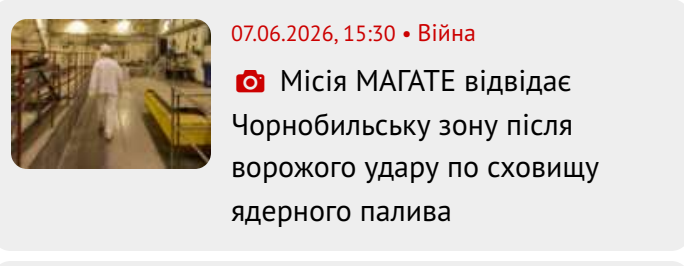 07.06.2026, 15:30 • Війна
Місія МАГАТЕ відвідає
Чорнобильську зону після
ворожого удару по сховищу
ядерного палива